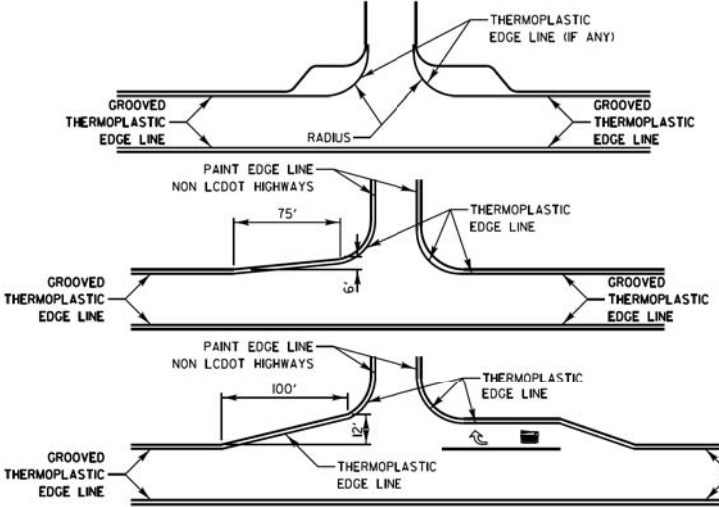 THERMOPLASTIC
EDGE LINE (IF ANY)
GROOVED
THERMOPLASTIC
EDGE LINE
RADIUS
GROOVED
THERMOPLASTIC
EDGE LINE
PAINT EDGE LINE
NON LCDOT HIGHWAYS
75'
THERMOPLASTIC
EDGE LINE
6'
GROOVED
THERMOPLASTIC
EDGE LINE
GROOVED
THERMOPLASTIC
EDGE LINE
PAINT EDGE LINE
NON LCDOT HIGHWAYS
100'
THERMOPLASTIC
EDGE LINE
12'
GROOVED
THERMOPLASTIC
EDGE LINE
THERMOPLASTIC
EDGE LINE